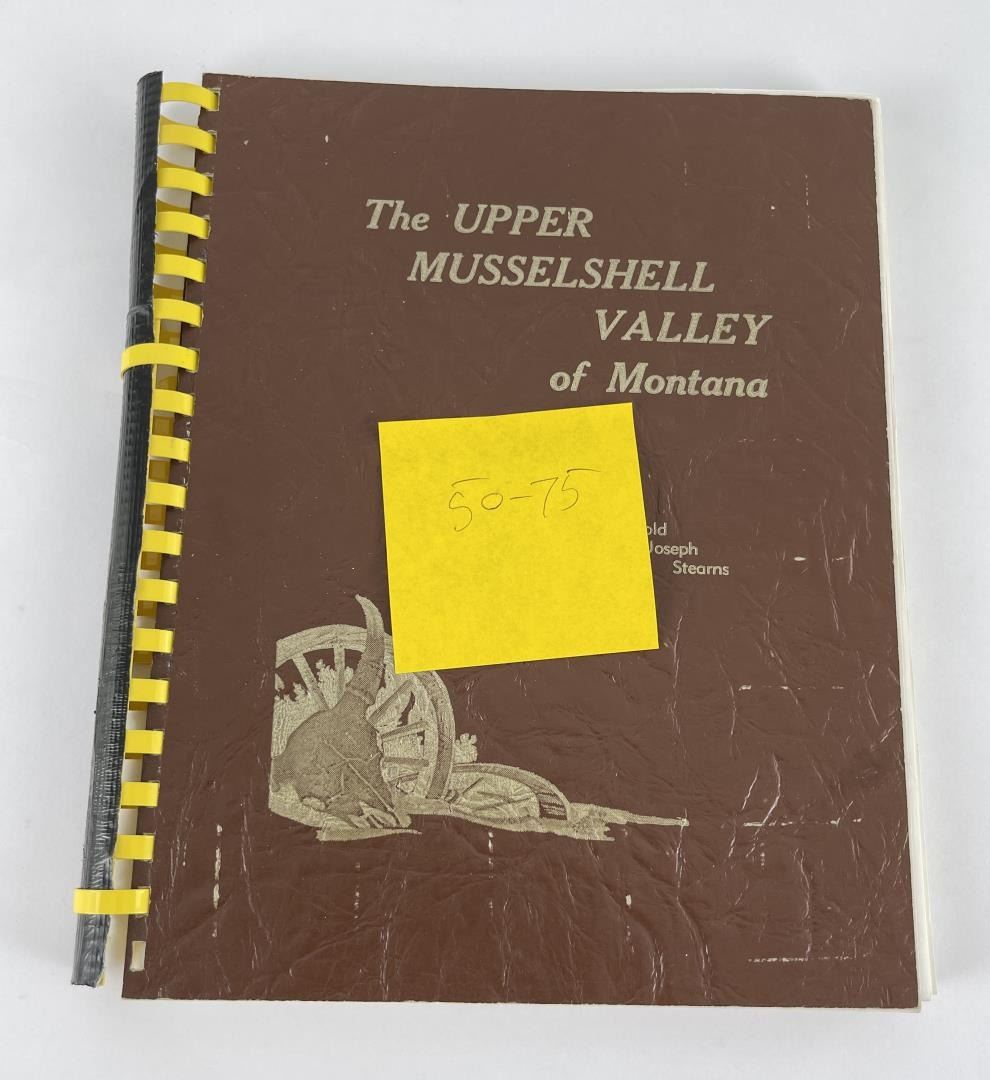 The UPPER
MUSSELSHELL
VALLEY
of Montana
50-75
old
Joseph
Stearns